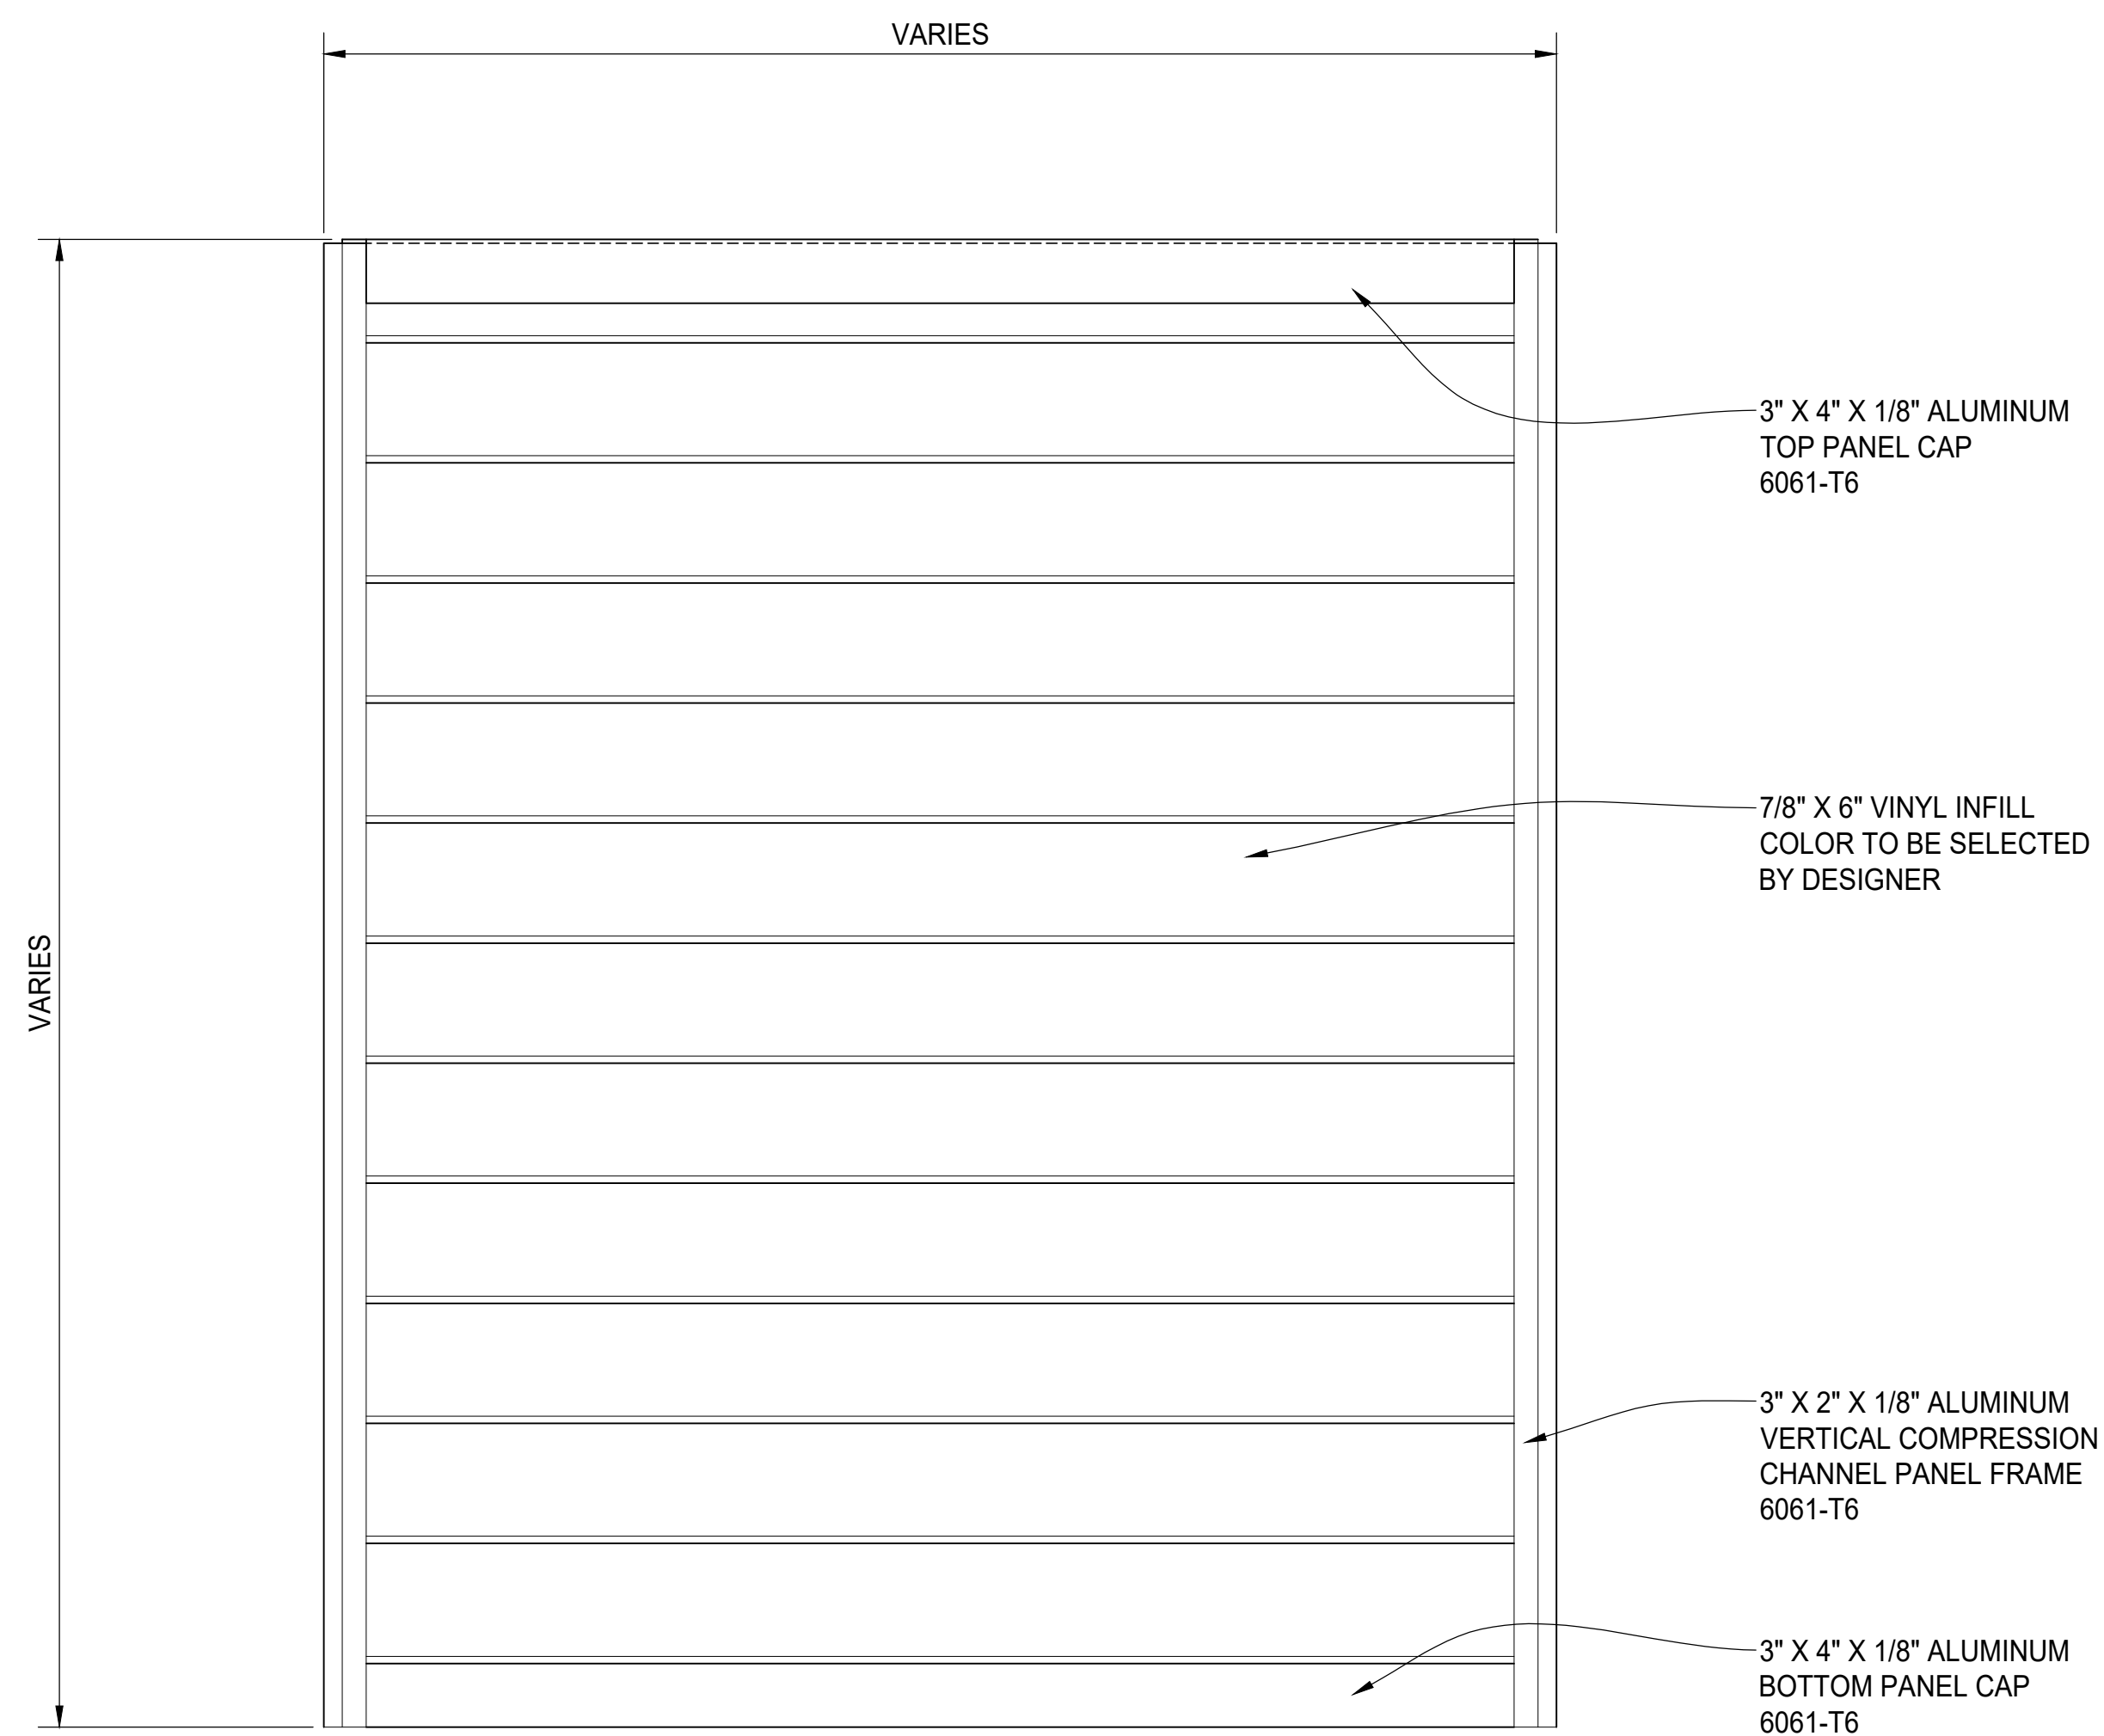 VARIES
3" X 4" X 1/8" ALUMINUM
TOP PANEL CAP
6061-T6
7/8" X 6" VINYL INFILL
COLOR TO BE SELECTED
BY DESIGNER
VARIES
3" X 2" X 1/8" ALUMINUM
VERTICAL COMPRESSION
CHANNEL PANEL FRAME
6061-T6
3" X 4" X 1/8" ALUMINUM
BOTTOM PANEL CAP
6061-T6